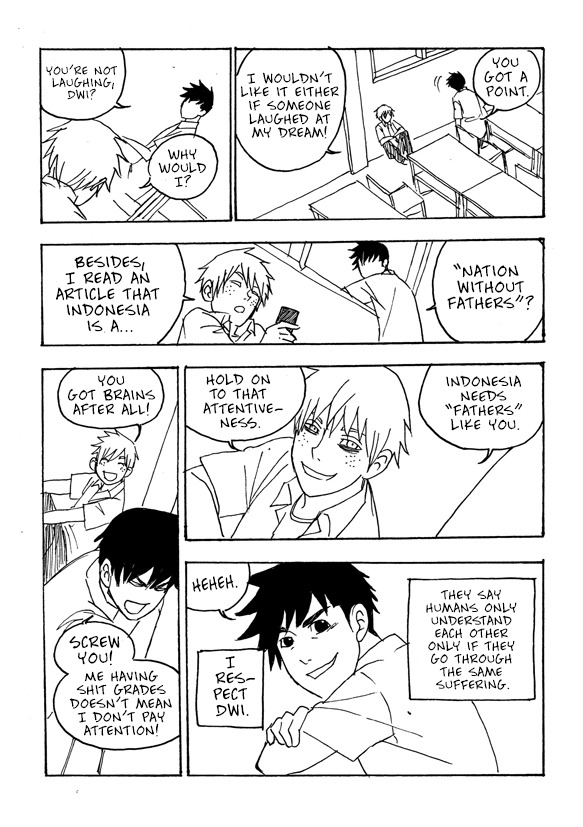 YOU'RE NOT
LAUGHING,
DWI?
WHY
WOULD
I?
I WOULDN'T
LIKE IT EITHER
IF SOMEONE
LAUGHED AT
MY DREAM!
YOU
GOT A
POINT.
BESIDES,
I READ AN
ARTICLE THAT
INDONESIA
IS A...
"NATION
WITHOUT
FATHERS"?
YOU
GOT BRAINS
AFTER ALL!
SCREW
YOU!
ME HAVING
SHIT GRADES
DOESN'T MEAN
I DON'T PAY
ATTENTION!
HOLD ON
TO THAT
ATTENTIVE-
NESS.
INDONESIA
NEEDS
"FATHERS"
LIKE YOU.
HEHEH.
I
RES-
PECT
DWI.
THEY SAY
HUMANS ONLY
UNDERSTAND
EACH OTHER
ONLY IF THEY
GO THROUGH
THE SAME
SUFFERING.